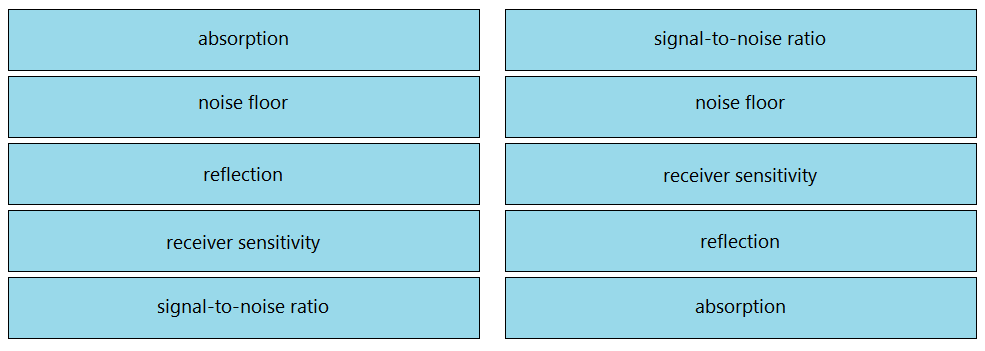 absorption
noise floor
reflection
receiver sensitivity
signal-to-noise ratio
signal-to-noise ratio
noise floor
receiver sensitivity
reflection
absorption